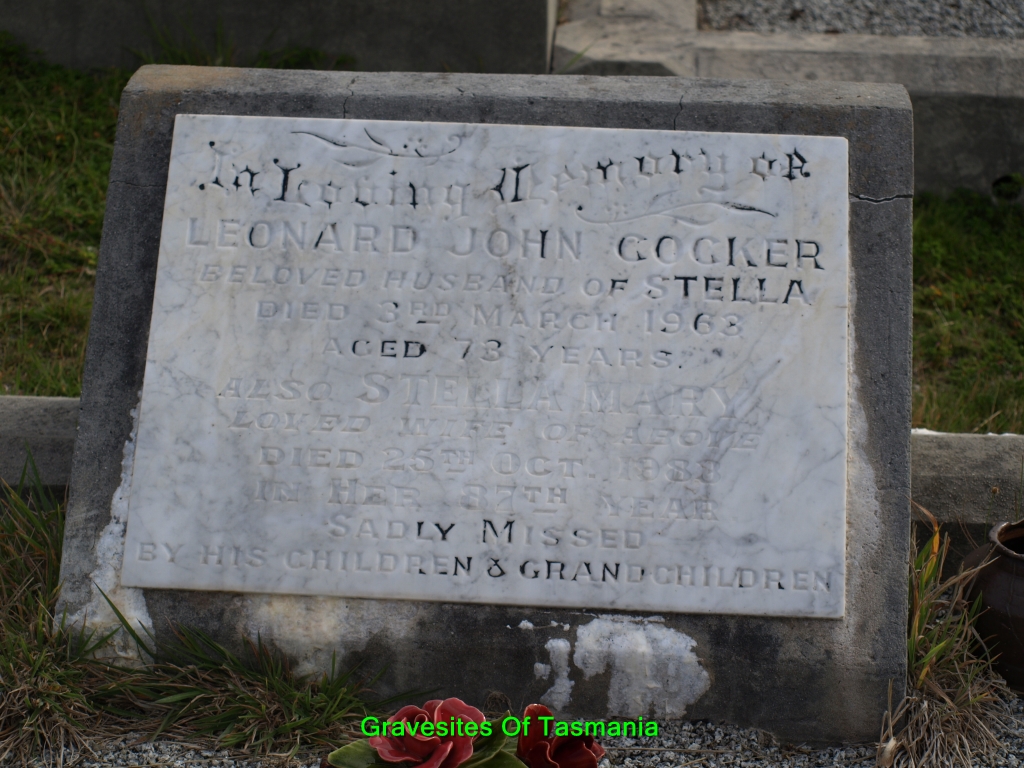 In Loving Memory of
LEONARD JOHN COCKER
BELOVED HUSBAND OF STELLA
DIED 3RD MARCH 1968
AGED 73 YEARS.
ALSO STELLA MARY
LOVED WIFE OF ABOVE
DIED 25TH OCT. 1988
IN HER 87TH YEAR
SADLY MISSED
BY HIS CHILDREN & GRANDCHILDREN
Gravesites Of Tasmania